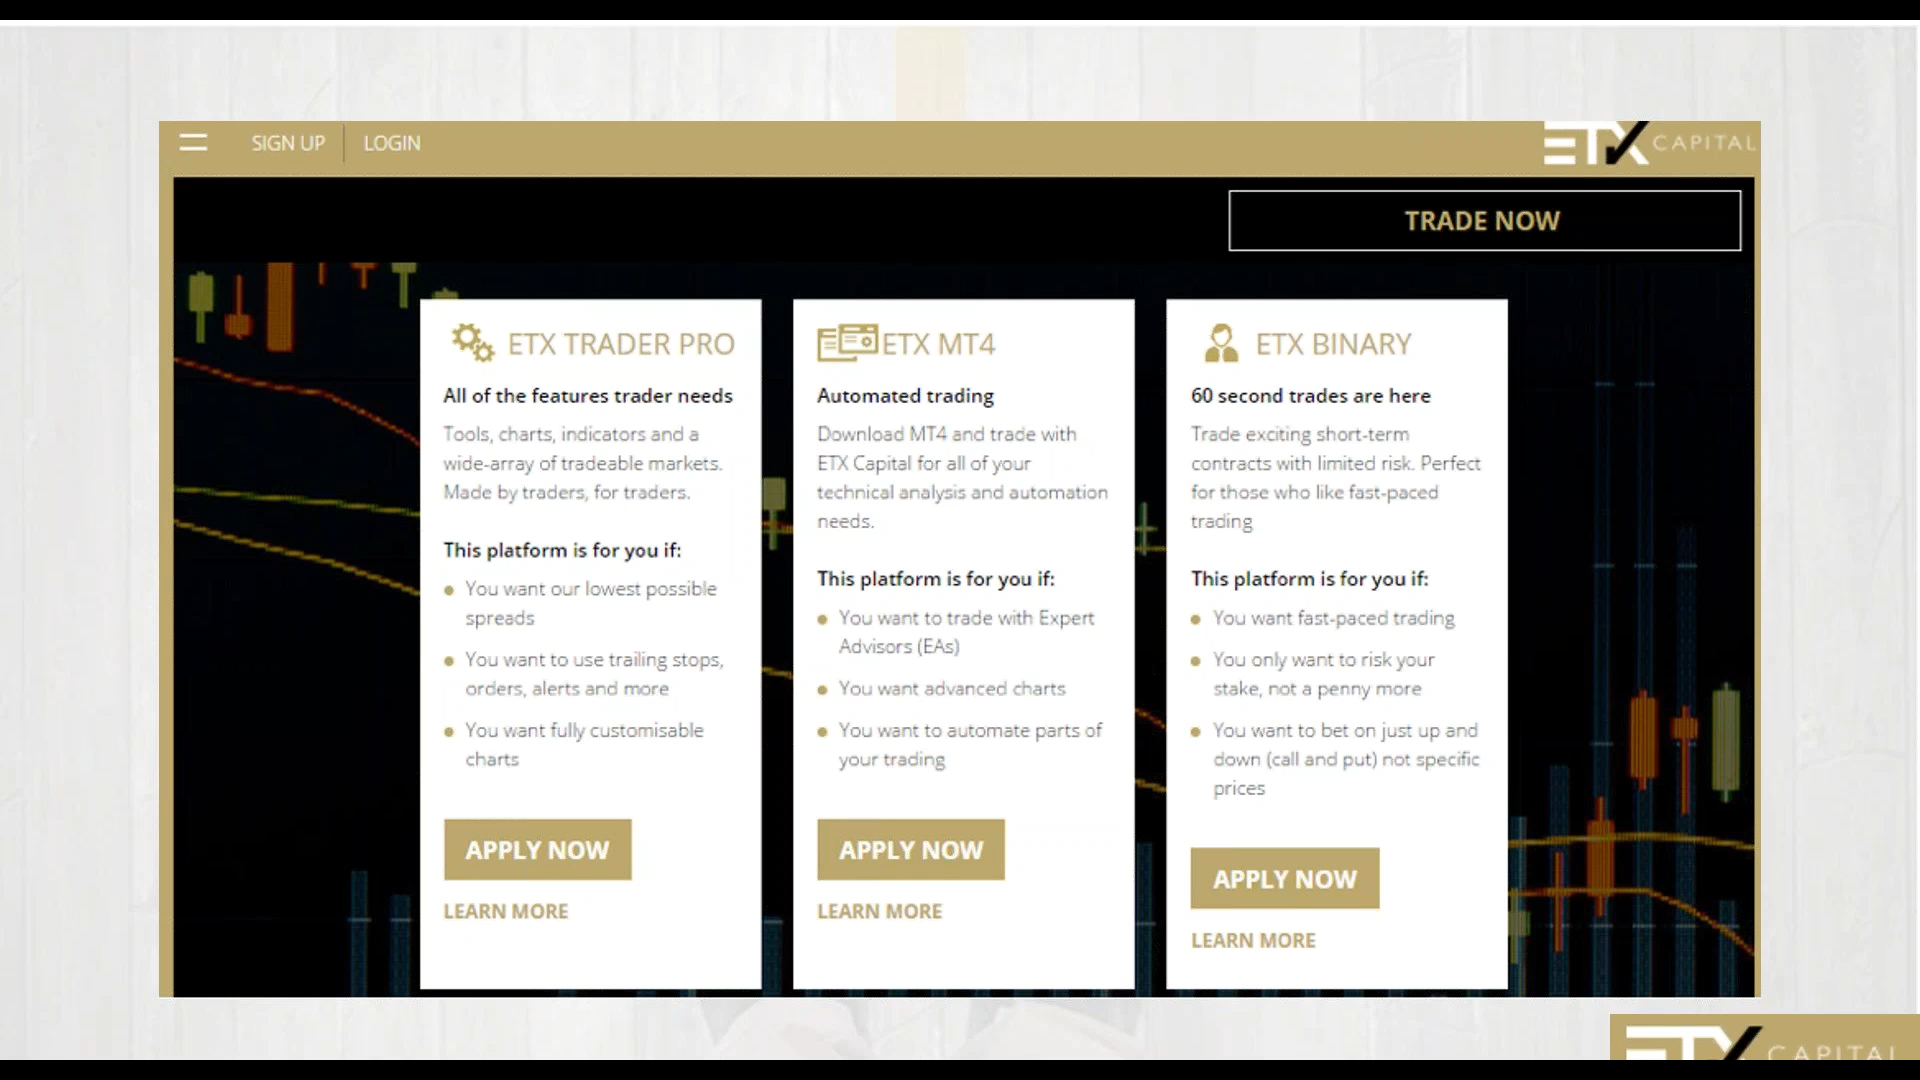 SIGN UP
LOGIN
ETX CAPITAL
TRADE NOW
ETX TRADER PRO
All of the features trader needs
Tools, charts, indicators and a
wide-array of tradeable markets.
Made by traders, for traders.
This platform is for you if:
You want our lowest possible
spreads
You want to use trailing stops,
orders, alerts and more
You want fully customisable
charts
APPLY NOW
LEARN MORE
ETX MT4
Automated trading
Download MT4 and trade with
ETX Capital for all of your
technical analysis and automation
needs.
This platform is for you if:
You want to trade with Expert
Advisors (EAs)
You want advanced charts
You want to automate parts of
your trading
APPLY NOW
LEARN MORE
ETX BINARY
60 second trades are here
Trade exciting short-term
contracts with limited risk. Perfect
for those who like fast-paced
trading
This platform is for you if:
You want fast-paced trading
You only want to risk your
stake, not a penny more
You want to bet on just up and
down (call and put) not specific
prices
APPLY NOW
LEARN MORE
ETX CAPITAL